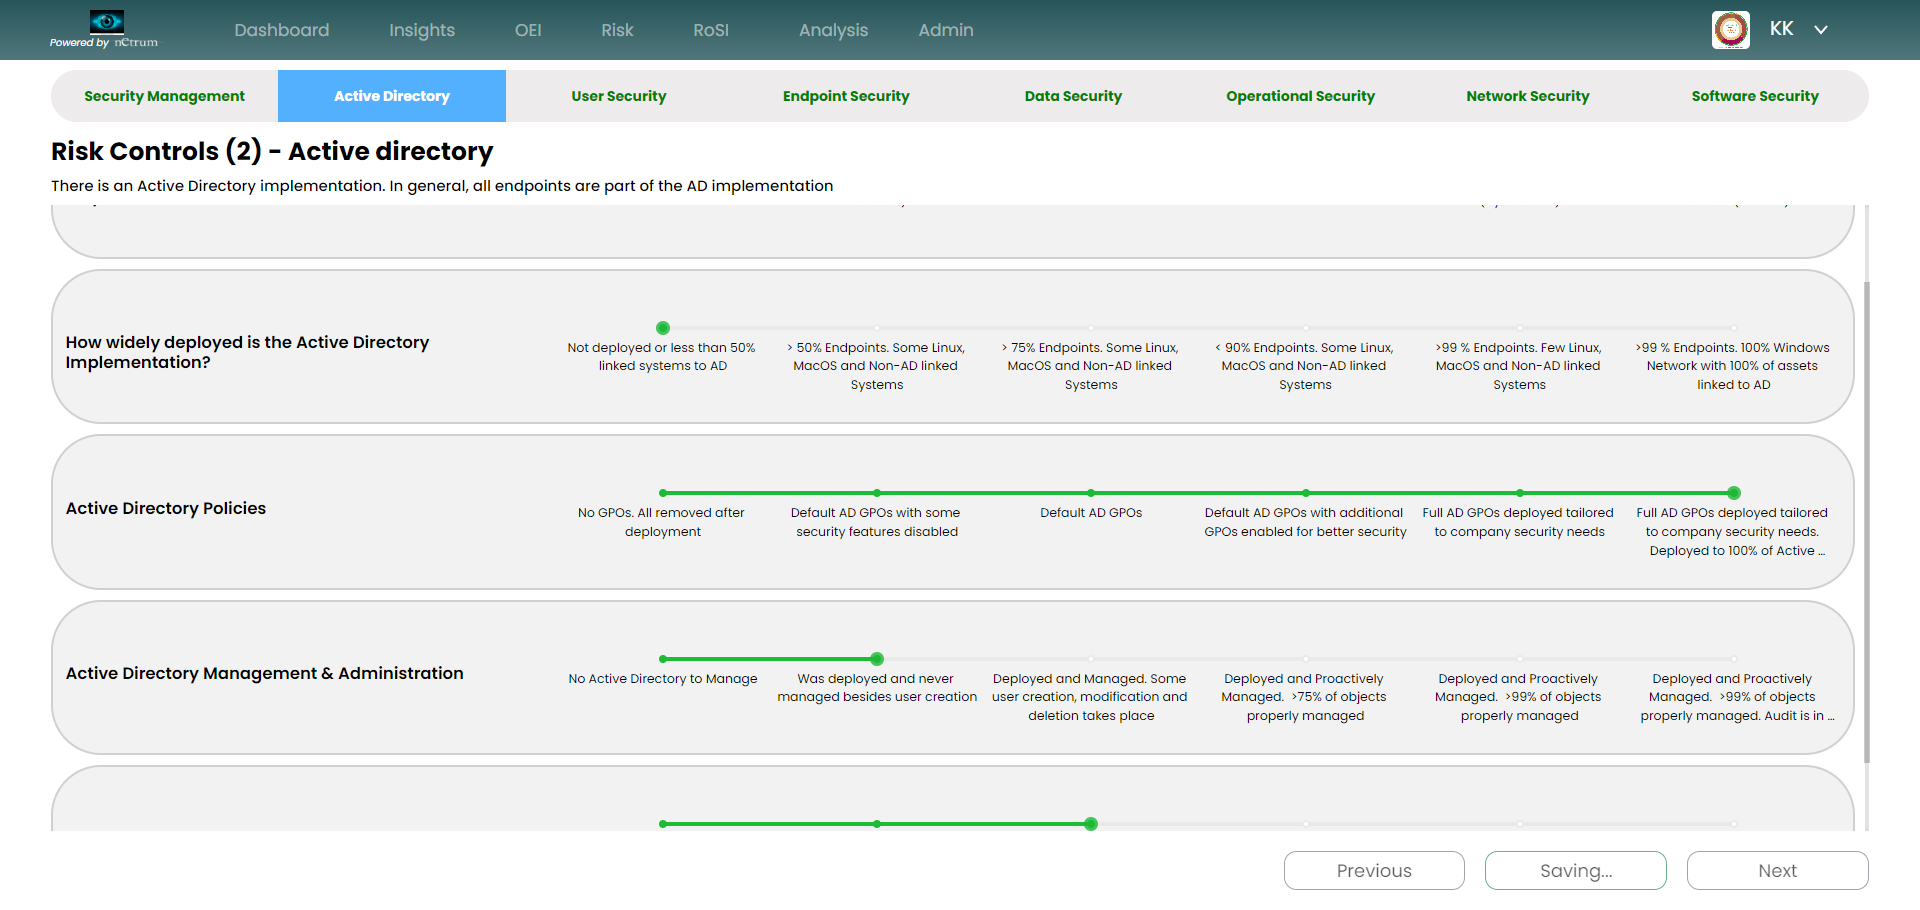 Powered by nCtrum
Dashboard Insights OEI Risk RoSI Analysis Admin
KK
Security Management Active Directory User Security Endpoint Security Data Security Operational Security Network Security Software Security
Risk Controls (2) - Active directory
There is an Active Directory implementation. In general, all endpoints are part of the AD implementation
How widely deployed is the Active Directory
Implementation?
Not deployed or less than 50%
linked systems to AD
> 50% Endpoints. Some Linux,
MacOS and Non-AD linked
Systems
> 75% Endpoints. Some Linux,
MacOS and Non-AD linked
Systems
< 90% Endpoints. Some Linux,
MacOS and Non-AD linked
Systems
>99 % Endpoints. Few Linux,
MacOS and Non-AD linked
Systems
>99 % Endpoints. 100% Windows
Network with 100% of assets
linked to AD
Active Directory Policies
No GPOs. All removed after
deployment
Default AD GPOs with some
security features disabled
Default AD GPOs
Default AD GPOs with additional
GPOs enabled for better security
Full AD GPOs deployed tailored
to company security needs
Full AD GPOs deployed tailored
to company security needs.
Deployed to 100% of Active ...
Active Directory Management & Administration
No Active Directory to Manage
Was deployed and never
managed besides user creation
Deployed and Managed. Some
user creation, modification and
deletion takes place
Deployed and Proactively
Managed. >75% of objects
properly managed
Deployed and Proactively
Managed. >99% of objects
properly managed
Deployed and Proactively
Managed. >99% of objects
properly managed. Audit is in ...
Previous Saving... Next